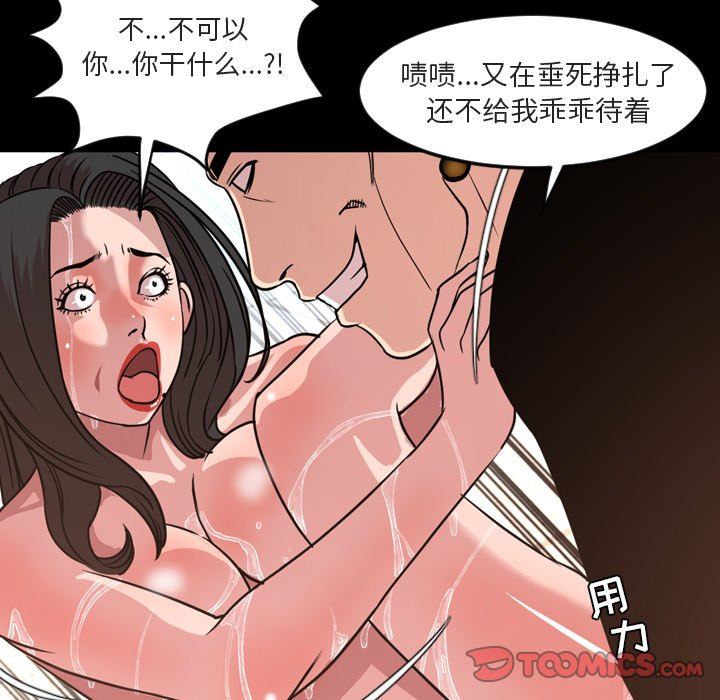 不...不可以
你...你干什么...?!
啧啧...又在垂死挣扎了
还不给我乖乖待着
用
力
TOOMICS.COM